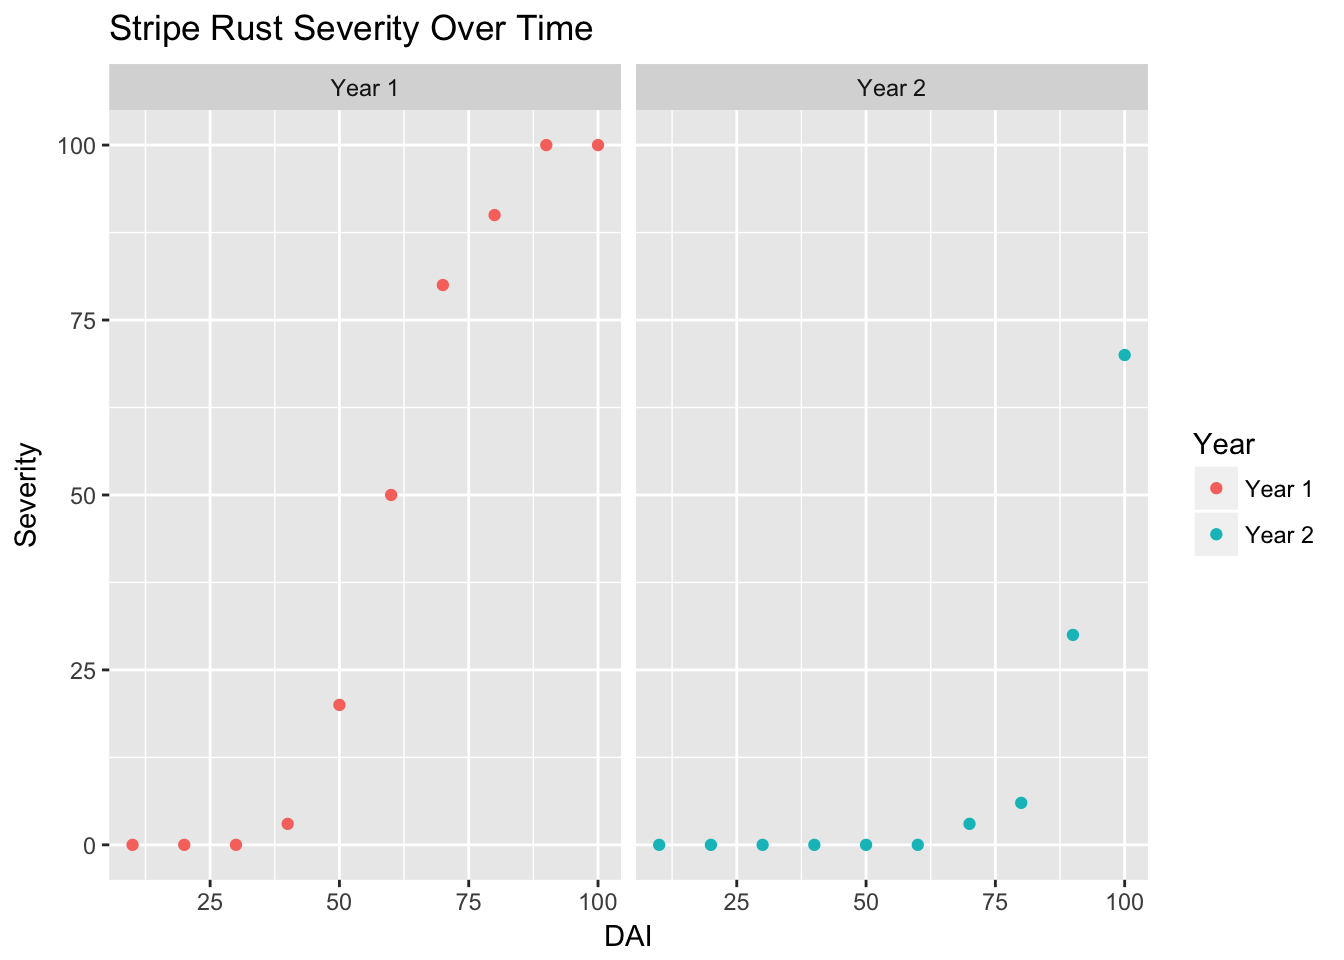 Stripe Rust Severity Over Time
Year 1
Year 2
100
75
50
25
0
Severity
25 50 75 100
25 50 75 100
DAI
Year
Year 1
Year 2